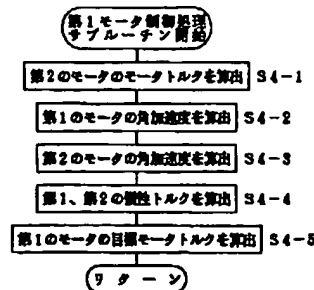 第1モータ制御処理
サブルーチン開始
第2のモータのモータトルクを算出 S4-1
第1のモータの角加速度を算出 S4-2
第2のモータの角加速度を算出 S4-3
第1、第2の慣性トルクを算出 S4-4
第1のモータの目標モータトルクを算出 S4-5
リターン